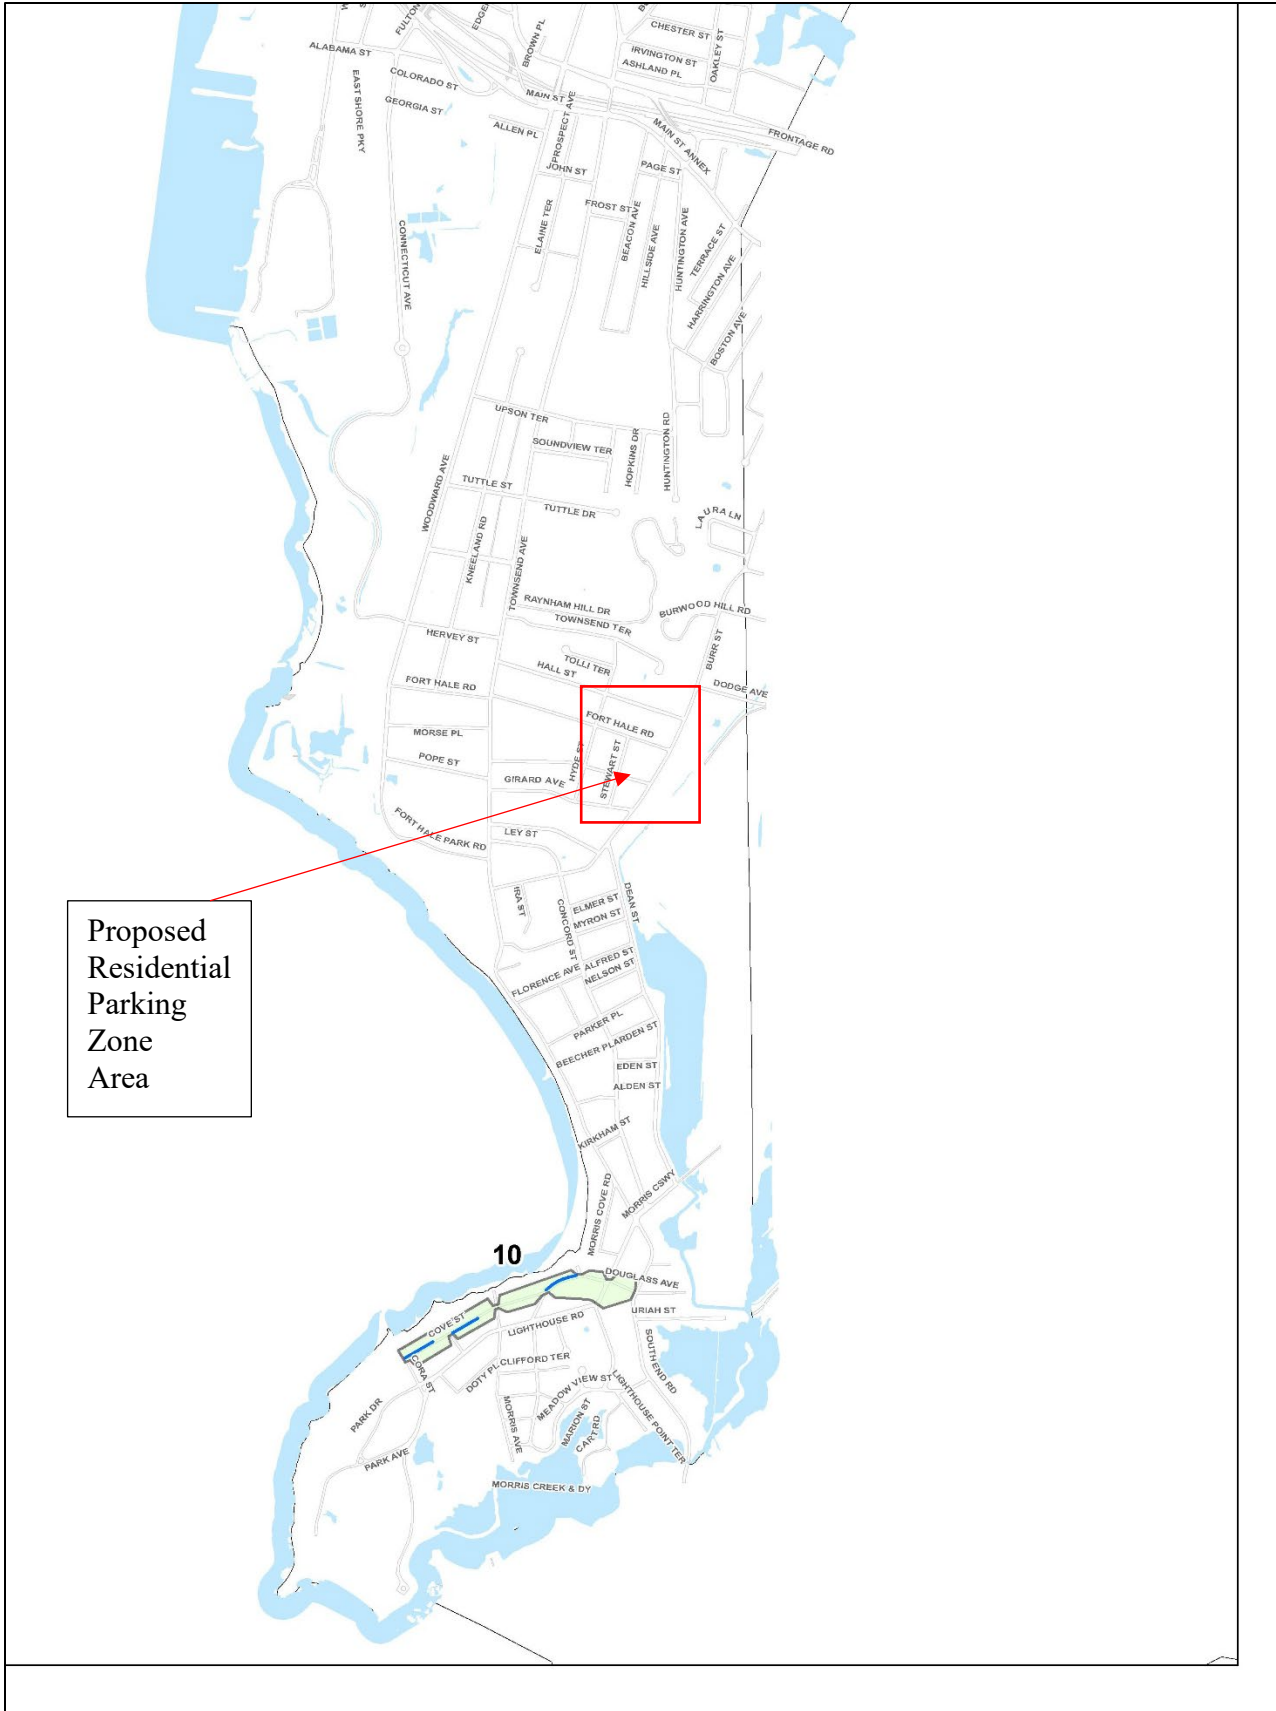 FULTON
EDGE
BROWN PL
CHESTER ST
IRVINGTON ST
ASHLAND PL
OAKLEY ST
ALABAMA ST
COLORADO ST
EAST SHORE PKY
GEORGIA ST
MAIN ST
ALLEN PL
PROSPECT AVE
MAIN ST ANNEX
FRONTAGE RD
JOHN ST
PAGE ST
FROST ST
ELAINE TER
BEACON AVE
HILLSIDE AVE
HUNTINGTON AVE
TERRACE ST
HARRINGTON AVE
BOSTON AVE
CONNECTICUT AVE
UPSON TER
SOUNDVIEW TER
HOPKINS DR
HUNTINGTON RD
WOODWARD AVE
TUTTLE ST
TUTTLE DR
LAURA LN
KNEELAND RD
TOWNSEND AVE
RAYNHAM HILL DR
TOWNSEND TER
BURWOOD HILL RD
HERVEY ST
BURR ST
TOLLI TER
HALL ST
FORT HALE RD
DODGE AVE
FORT HALE RD
MORSE PL
POPE ST
HYDE ST
STEWART ST
GIRARD AVE
FORT HALE PARK RD
LEY ST
Proposed
Residential
Parking
Zone
Area
IRA ST
CONCORD ST
ELMER ST
MYRON ST
DEAN ST
FLORENCE AVE
ALFRED ST
NELSON ST
PARKER PL
BEECHER PL
ARDEN ST
EDEN ST
ALDEN ST
KIRKHAM ST
MORRIS COVE RD
MORRIS CSWY
10
DOUGLASS AVE
COVE ST
LIGHTHOUSE RD
URIAH ST
CORA ST
DOTY PL
CLIFFORD TER
SOUTH END RD
PARK DR
MEADOW VIEW ST
MORRIS AVE
MARION ST
CART RD
LIGHTHOUSE POINT TER
PARK AVE
MORRIS CREEK & DY